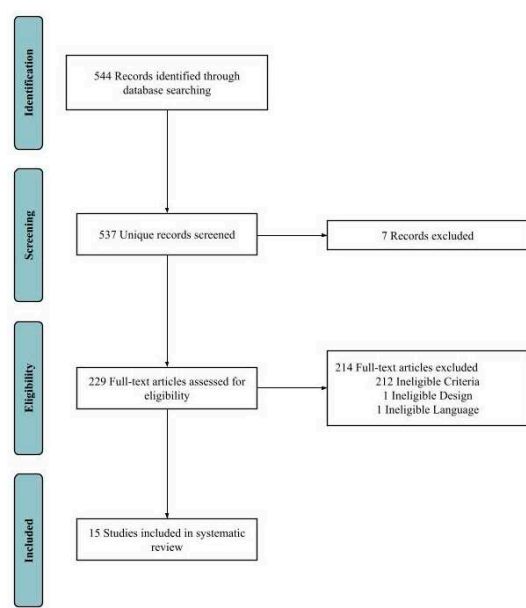 Identification
544 Records identified through
database searching
Screening
537 Unique records screened
7 Records excluded
Eligibility
229 Full-text articles assessed for
eligibility
214 Full-text articles excluded
212 Ineligible Criteria
1 Ineligible Design
1 Ineligible Language
Included
15 Studies included in systematic
review